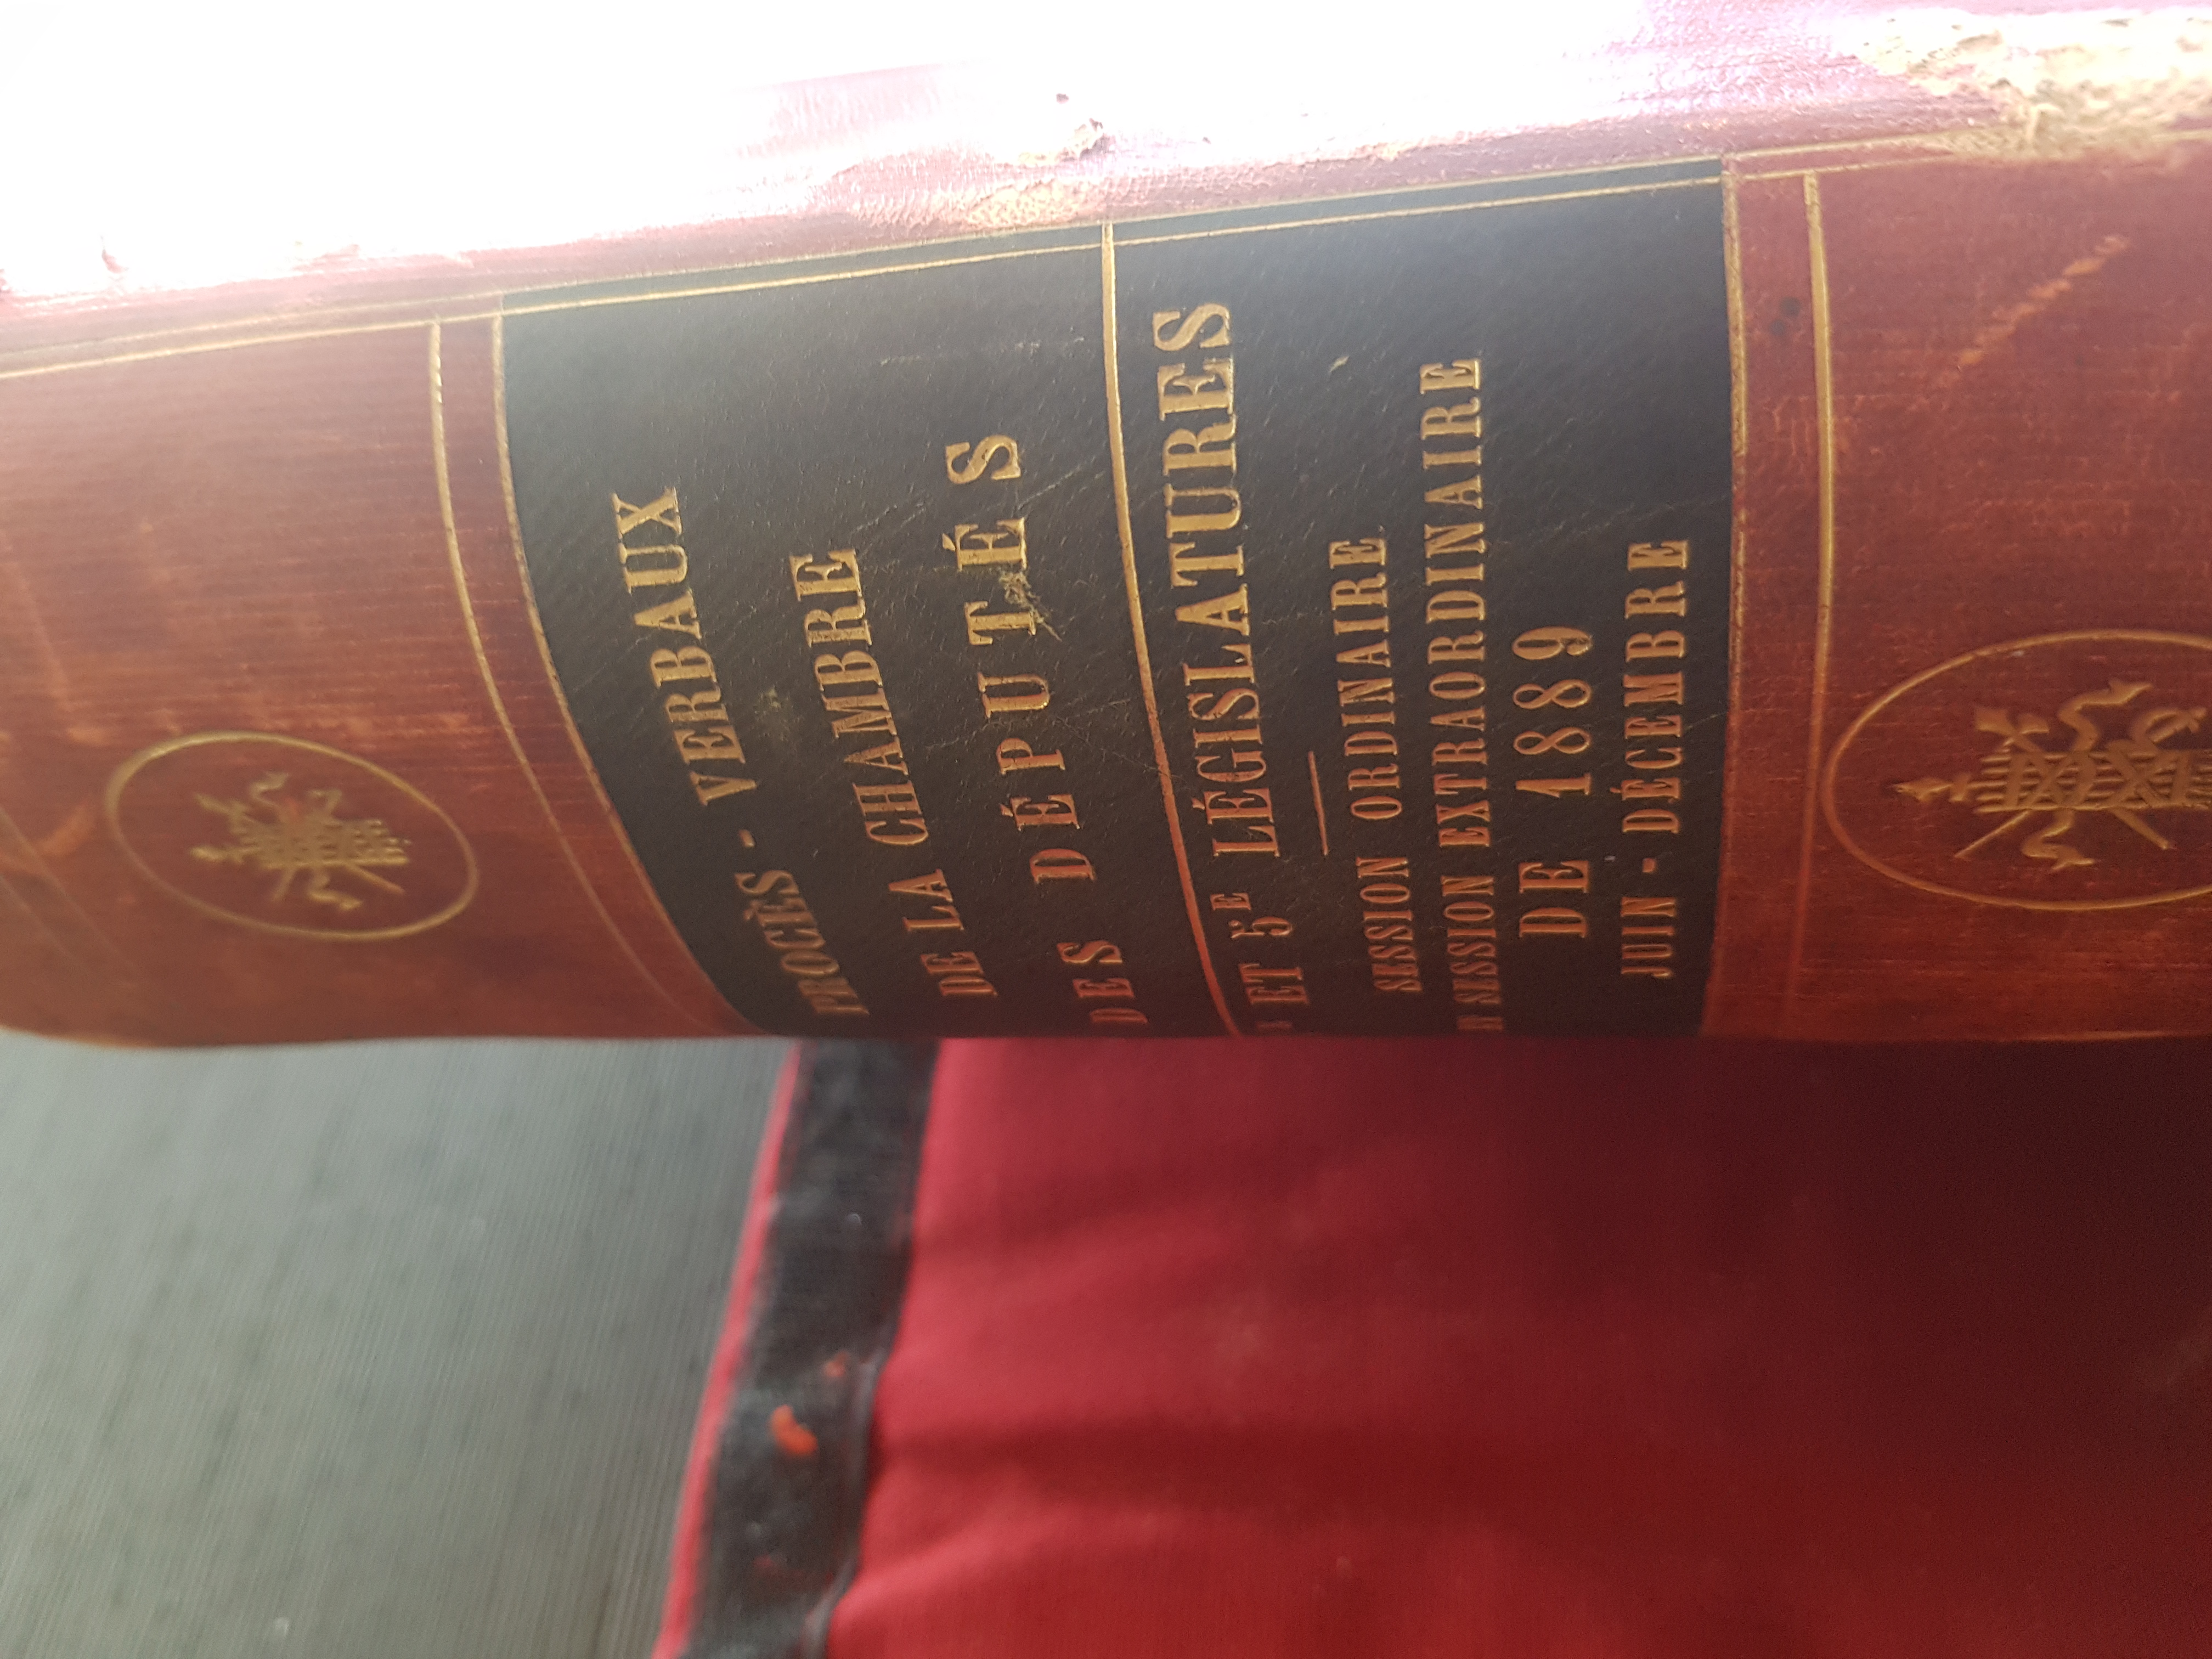 PROCÈS - VERBAUX
DE LA CHAMBRE
DES DÉPUTÉS
ET 5E LÉGISLATURES
SESSION ORDINAIRE
SESSION EXTRAORDINAIRE
DE 1889
JUIN - DÉCEMBRE